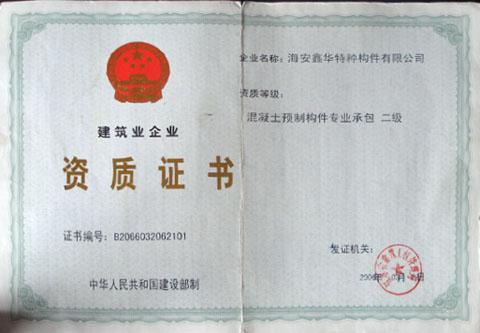 建筑业企业
资质证书
证书编号：B2066032062101
中华人民共和国建设部制
企业名称：海安鑫华特种构件有限公司
资质等级：
混凝土预制构件专业承包 二级
发证机关：